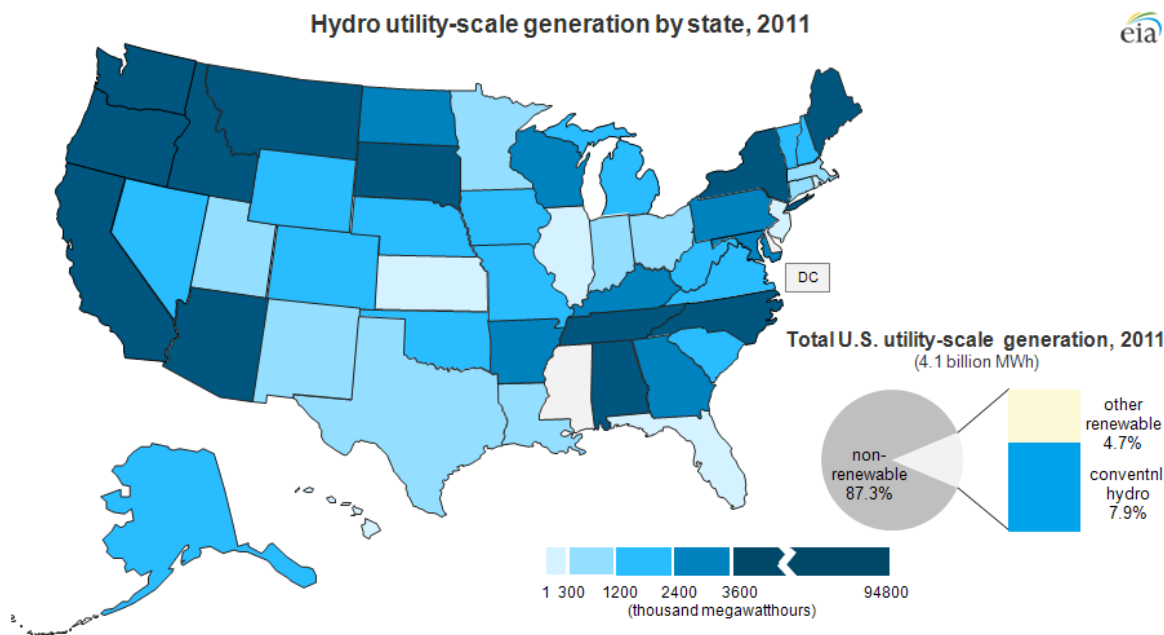 Hydro utility-scale generation by state, 2011
eia
DC
Total U.S. utility-scale generation, 2011
(4.1 billion MWh)
non-
renewable
87.3%
other
renewable
4.7%
conventnl
hydro
7.9%
1 300 1200 2400 3600 94800
(thousand megawatthours)